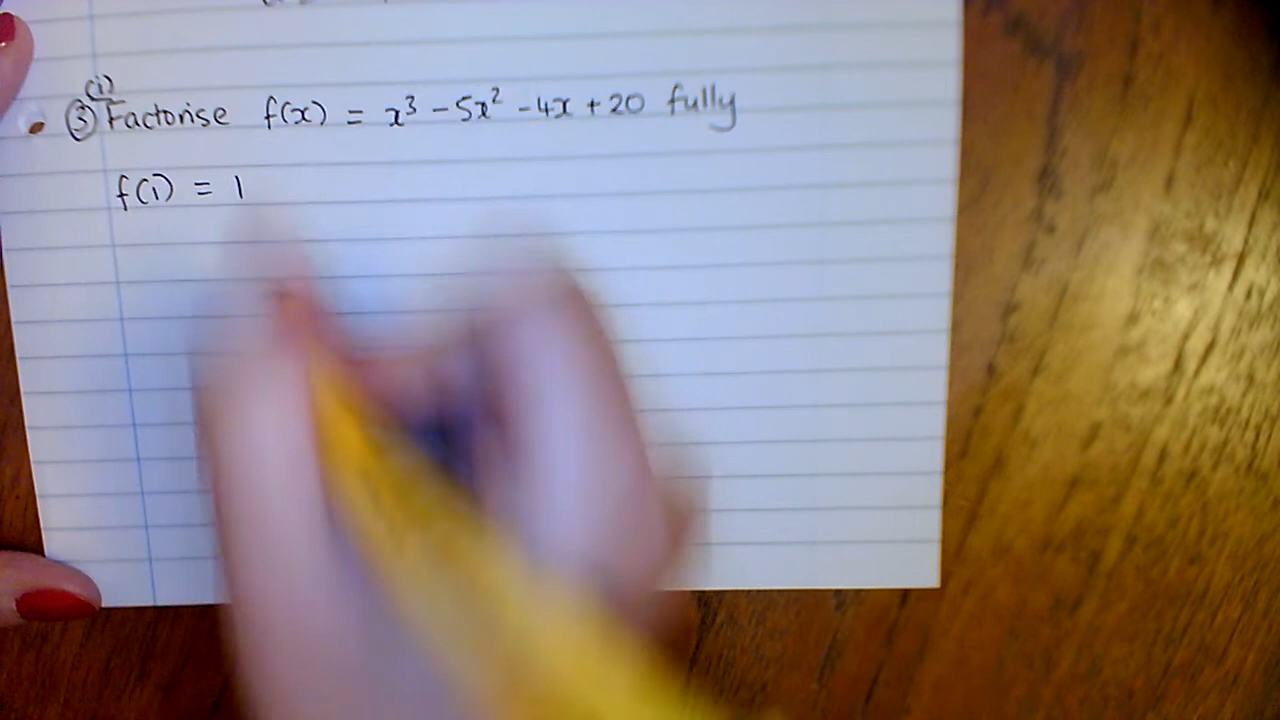 (i)
③ Factorise f(x) = x³ - 5x² - 4x + 20 fully
f(1) = 1